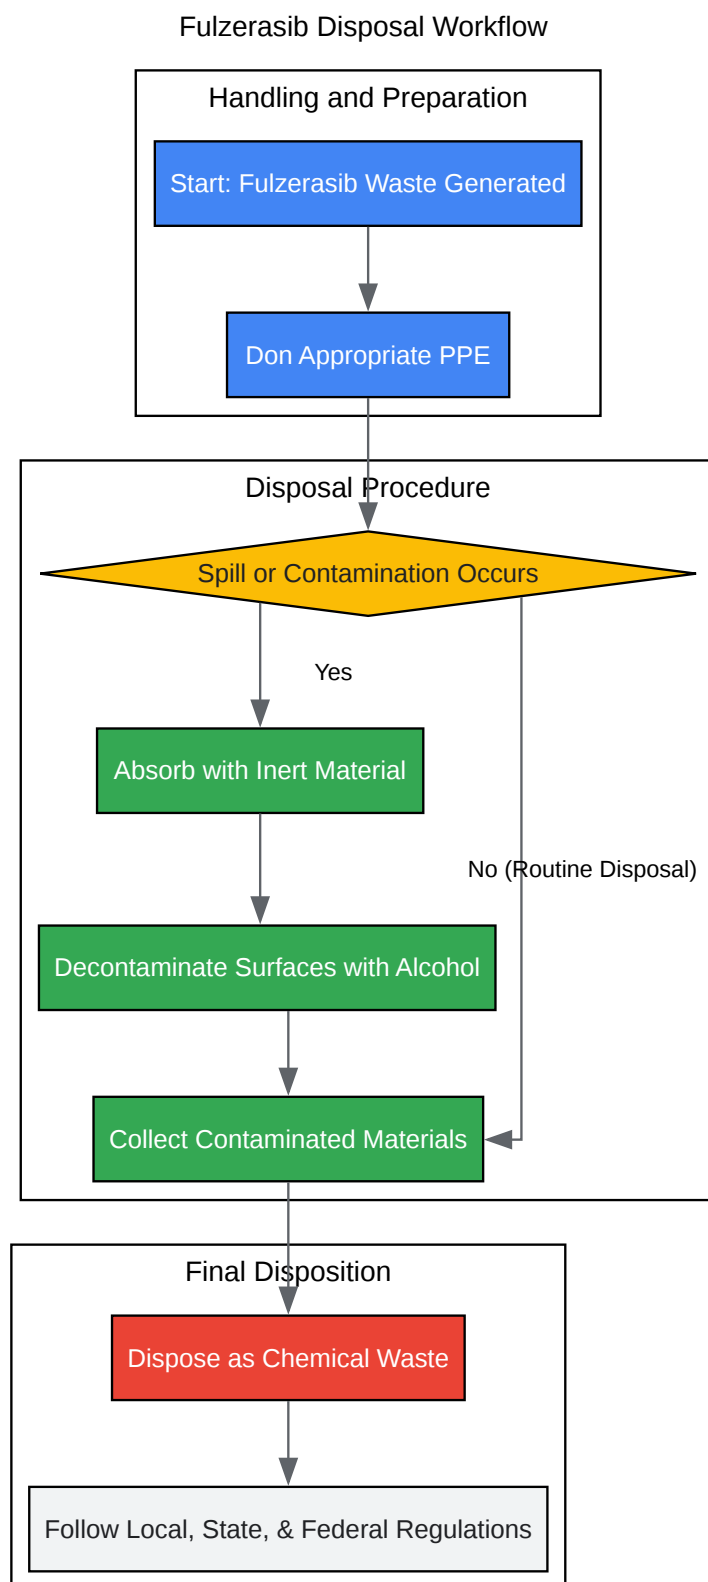 Fulzerasib Disposal Workflow
Handling and Preparation
Start: Fulzerasib Waste Generated
Don Appropriate PPE
Disposal Procedure
Spill or Contamination Occurs
Yes
Absorb with Inert Material
No (Routine Disposal)
Decontaminate Surfaces with Alcohol
Collect Contaminated Materials
Final Disposition
Dispose as Chemical Waste
Follow Local, State, & Federal Regulations